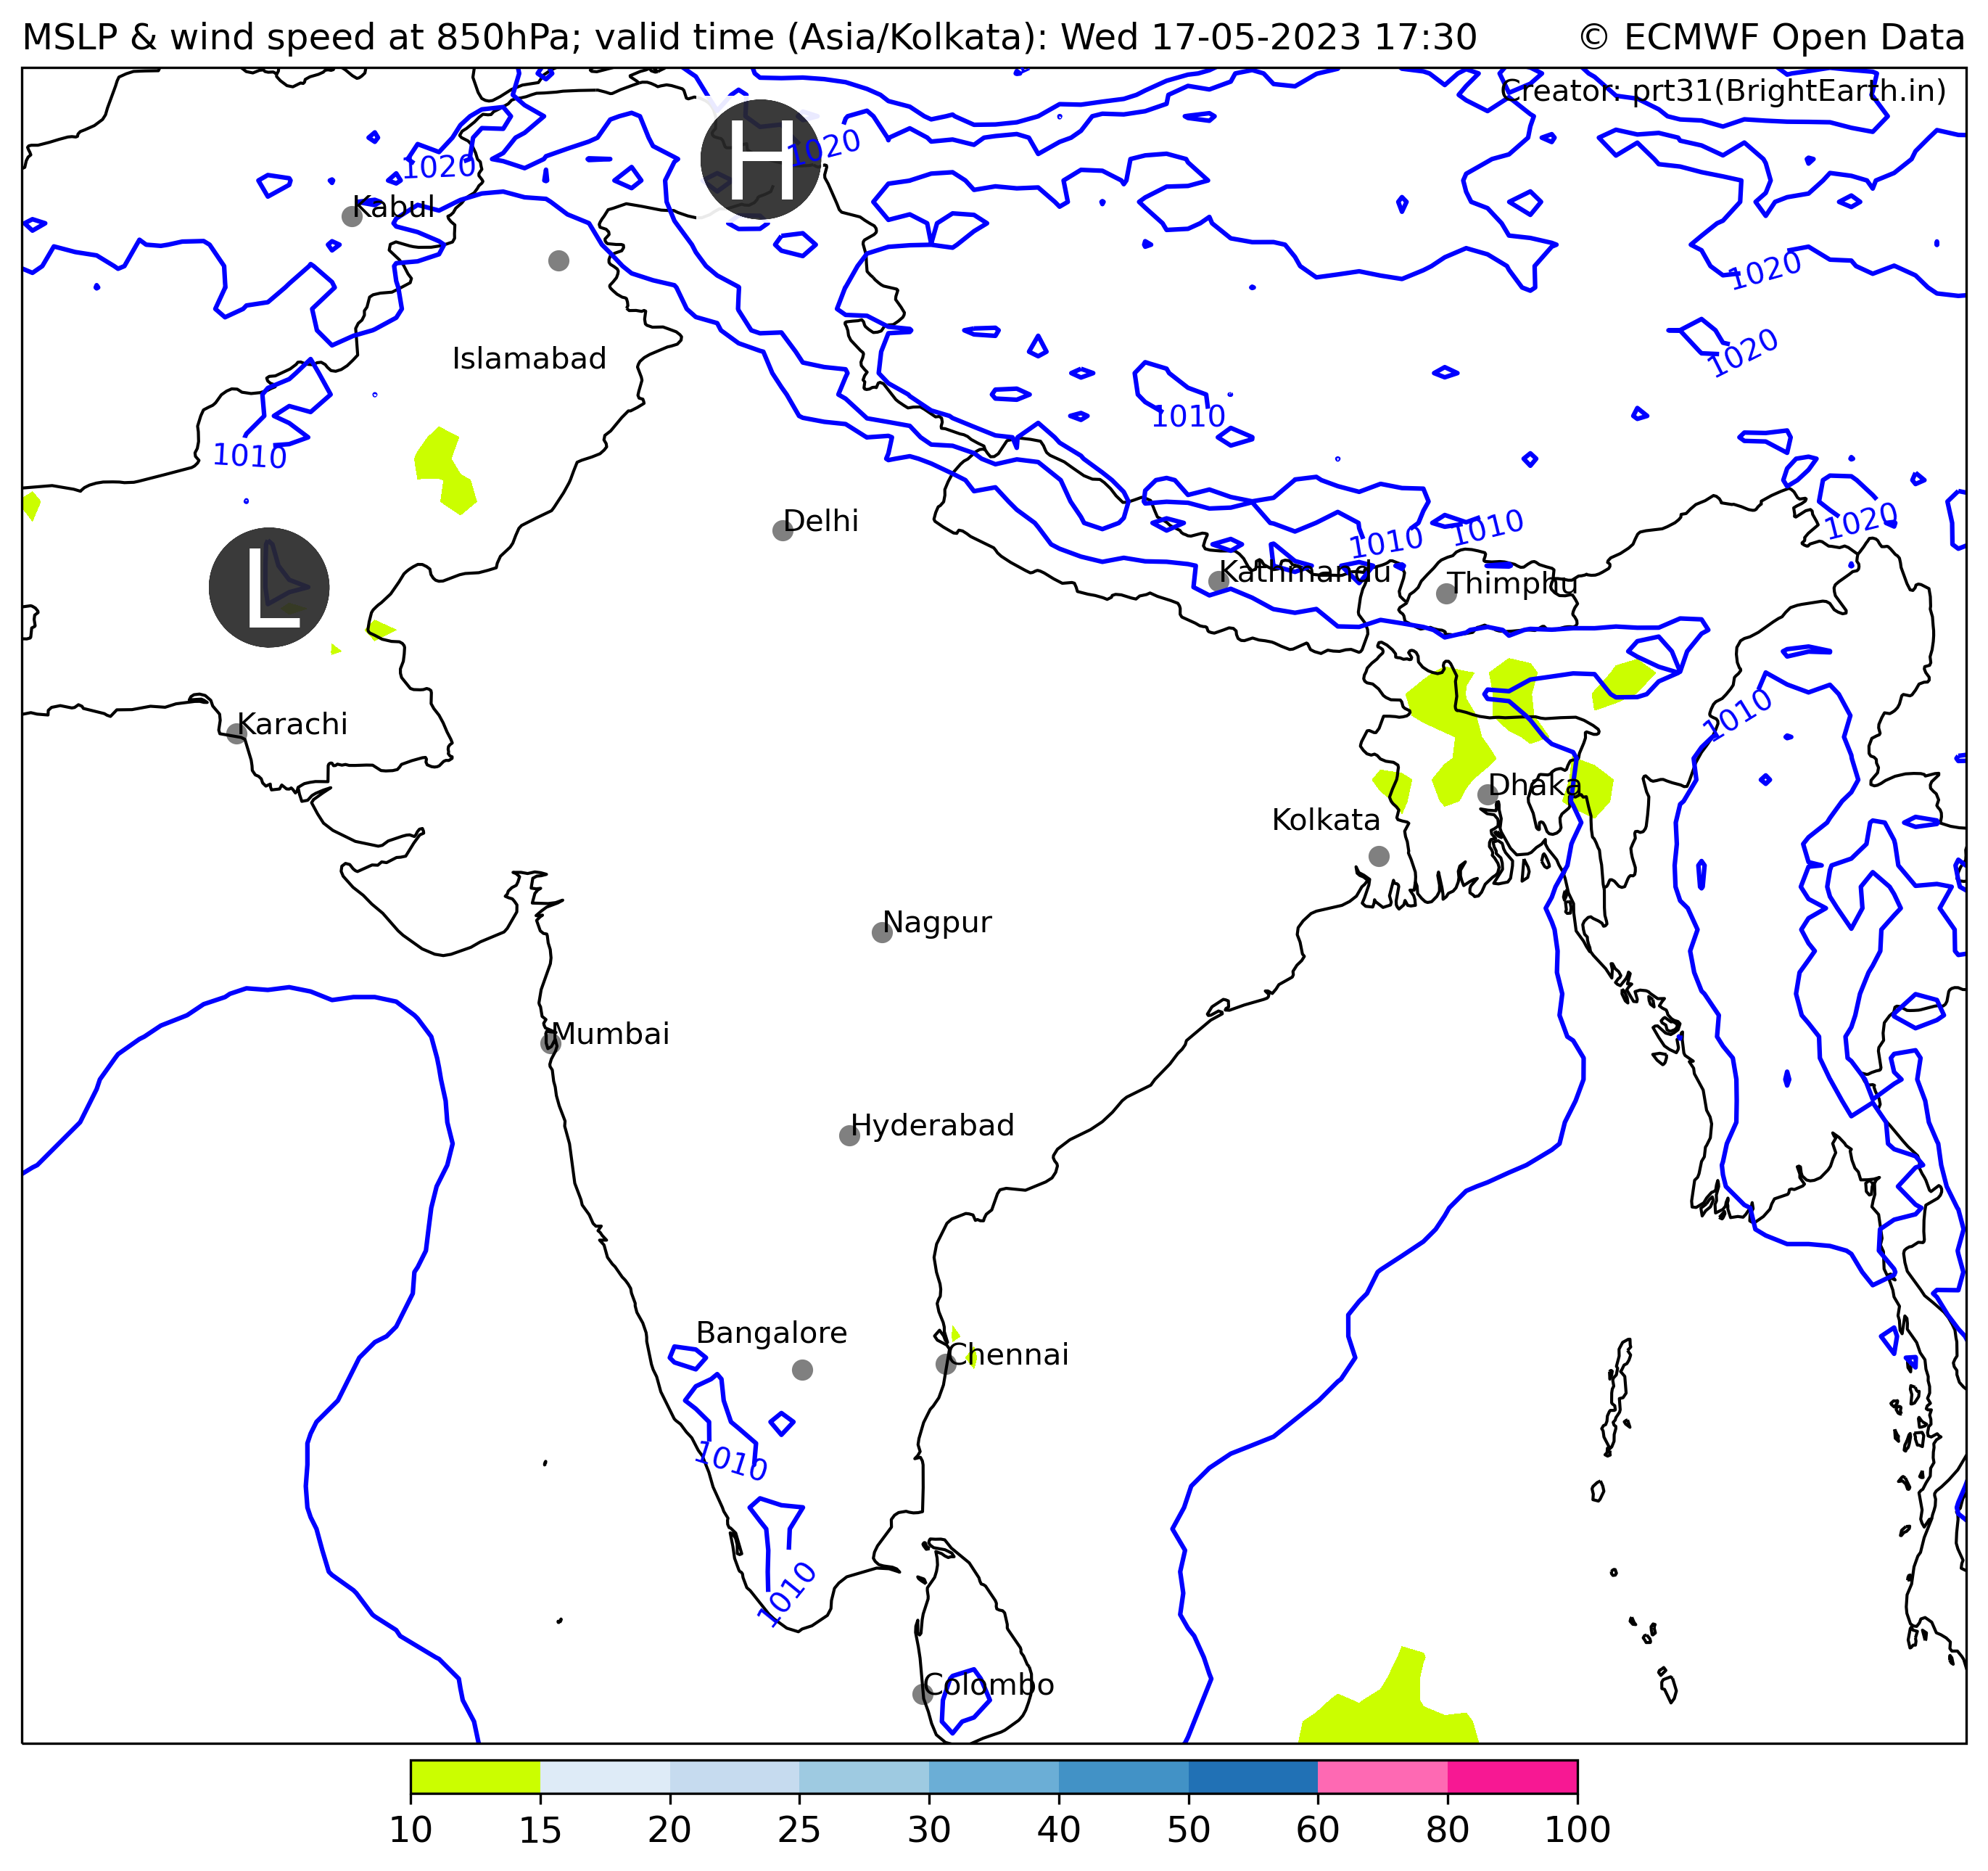 MSLP & wind speed at 850hPa; valid time (Asia/Kolkata): Wed 17-05-2023 17:30 © ECMWF Open Data
Creator: prt31(BrightEarth.in)
H
1020
1020
Kabul
1020
1020
Islamabad
1010
1010
Delhi
1020
1010
1010
L
Kathmandu
Thimphu
1010
Karachi
Dhaka
Kolkata
Nagpur
Mumbai
Hyderabad
Bangalore
Chennai
1010
1010
Colombo
10 15 20 25 30 40 50 60 80 100